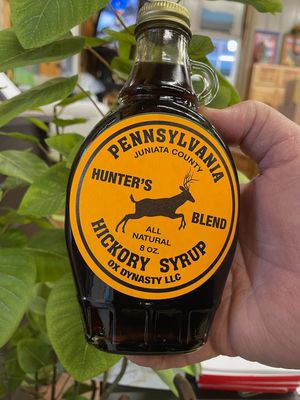 PENNSYLVANIA
JUNIATA COUNTY
HUNTER'S
BLEND
ALL
NATURAL
8 OZ.
HICKORY SYRUP
OX DYNASTY LLC